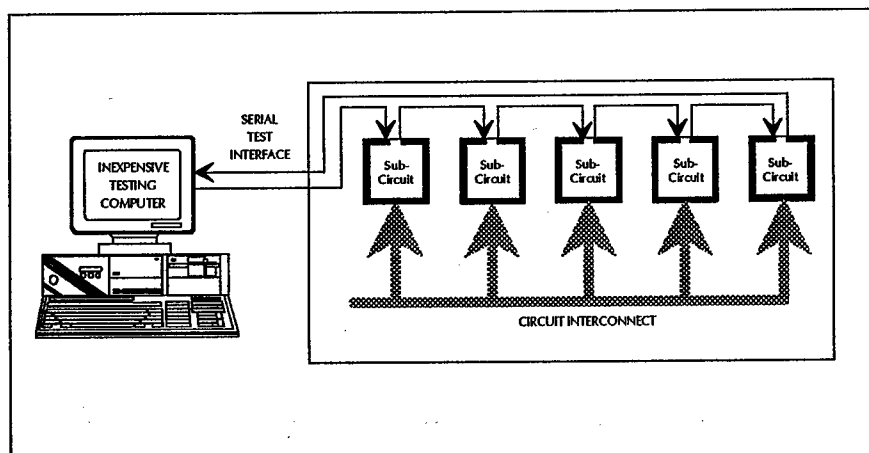 SERIAL
TEST
INTERFACE
INEXPENSIVE
TESTING
COMPUTER
Sub-
Circuit
Sub-
Circuit
Sub-
Circuit
Sub-
Circuit
Sub-
Circuit
CIRCUIT INTERCONNECT